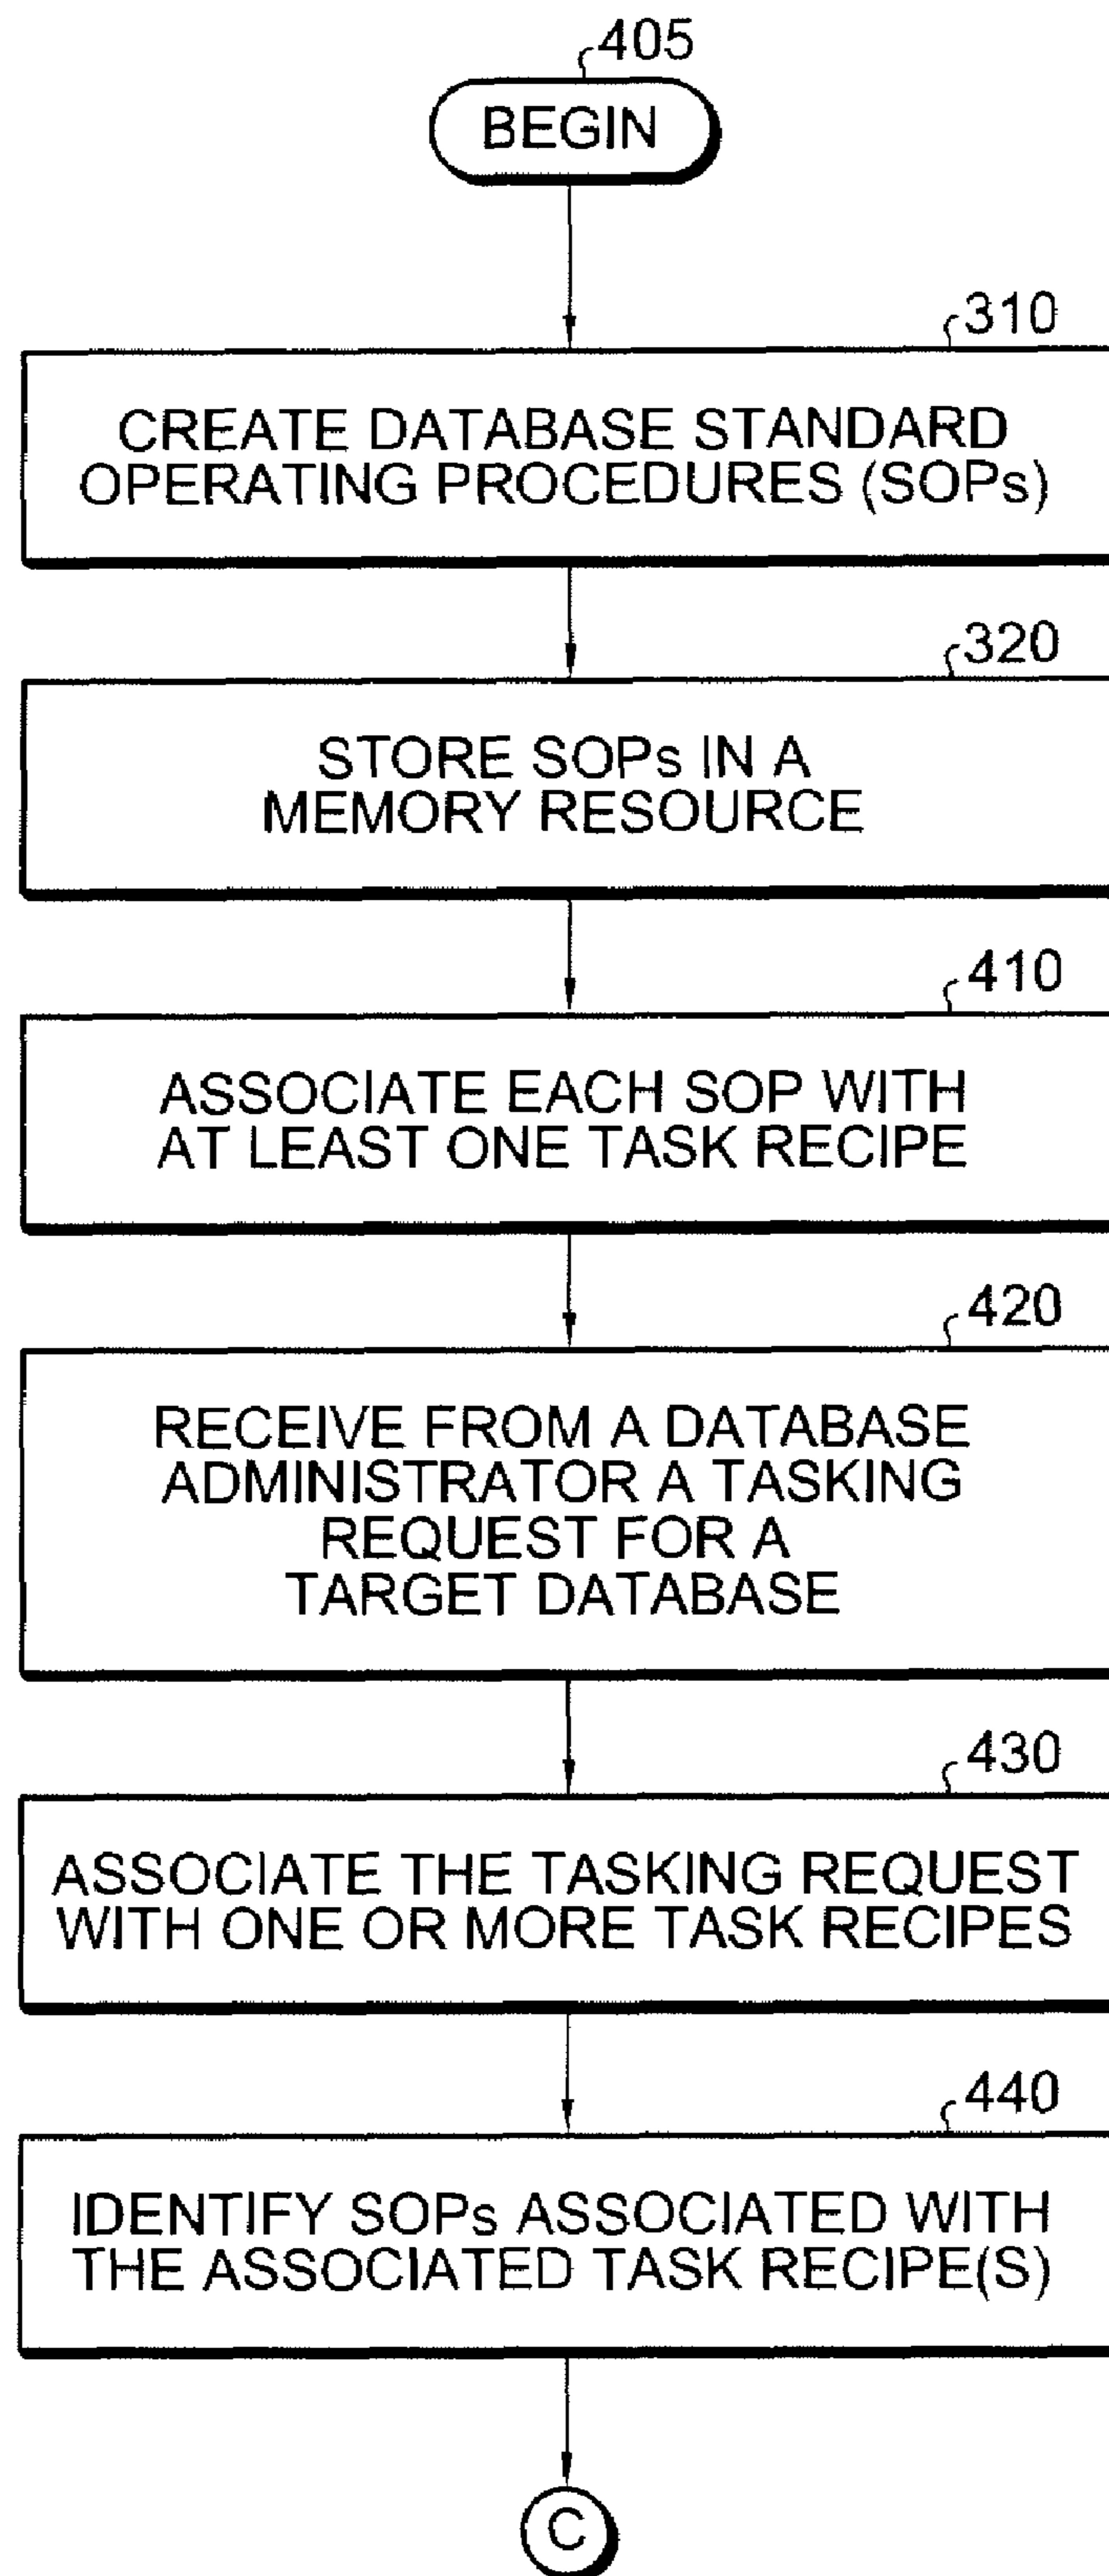 405
BEGIN
310
CREATE DATABASE STANDARD
OPERATING PROCEDURES (SOPs)
320
STORE SOPs IN A
MEMORY RESOURCE
410
ASSOCIATE EACH SOP WITH
AT LEAST ONE TASK RECIPE
420
RECEIVE FROM A DATABASE
ADMINISTRATOR A TASKING
REQUEST FOR A
TARGET DATABASE
430
ASSOCIATE THE TASKING REQUEST
WITH ONE OR MORE TASK RECIPES
440
IDENTIFY SOPs ASSOCIATED WITH
THE ASSOCIATED TASK RECIPE(S)
C